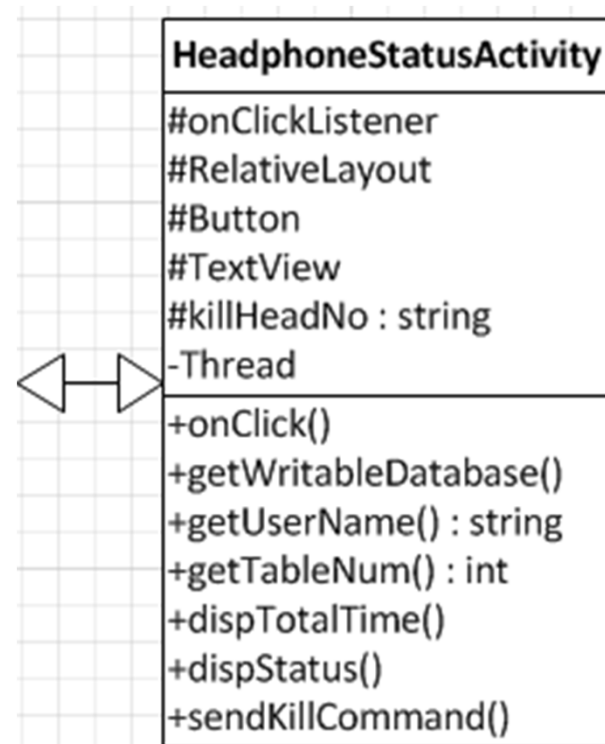 HeadphoneStatusActivity
#onClickListener
#RelativeLayout
#Button
#TextView
#killHeadNo : string
-Thread
+onClick()
+getWritableDatabase()
+getUserName() : string
+getTableNum() : int
+dispTotalTime()
+dispStatus()
+sendKillCommand()